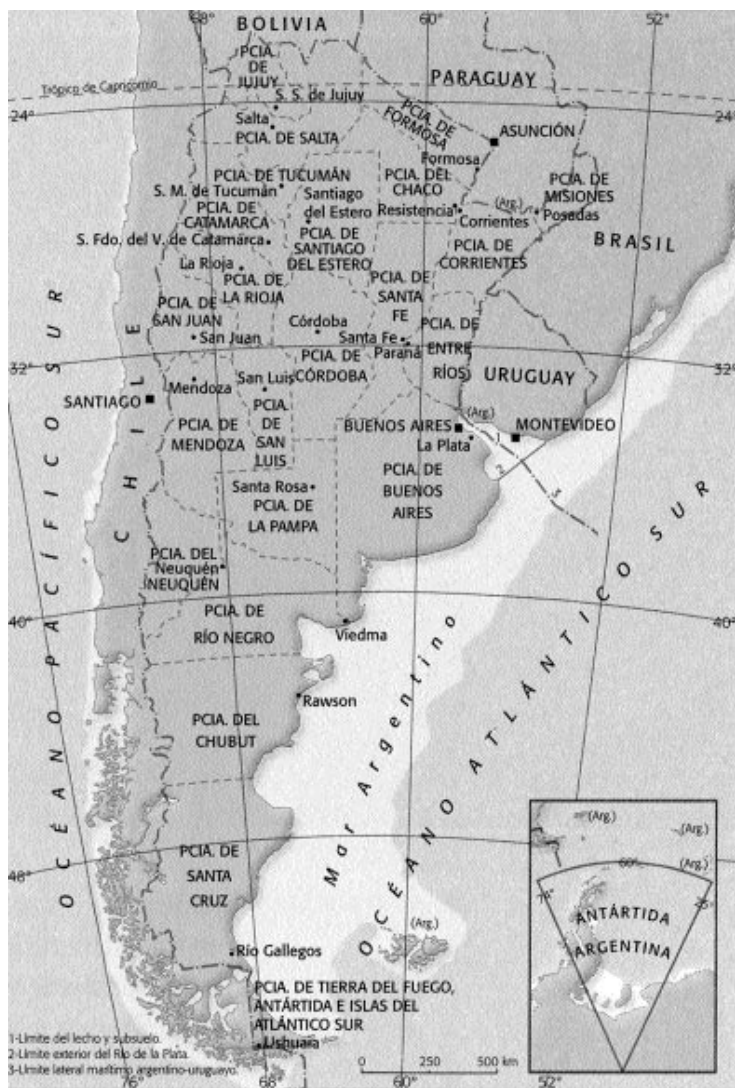 68°
60°
52°
BOLIVIA
PCIA.
DE
JUJUY
PARAGUAY
Trópico de Capricornio
S. S. de Jujuy
24°
24°
Salta
PCIA. DE SALTA
PCIA. DE
FORMOSA
ASUNCIÓN
Formosa
PCIA. DE TUCUMÁN
S. M. de Tucumán
Santiago
del Estero
PCIA. DEL
CHACO
(Arg.)
PCIA. DE
MISIONES
Posadas
PCIA. DE
CATAMARCA
Resistencia
Corrientes
S. Fdo. del V. de Catamarca
PCIA. DE
SANTIAGO
DEL ESTERO
PCIA. DE
CORRIENTES
BRASIL
La Rioja
PCIA. DE
LA RIOJA
PCIA. DE
SANTA
FE
PCIA. DE
SAN JUAN
San Juan
Córdoba
Santa Fe
Paraná
PCIA.
DE
ENTRE
RÍOS
PCIA. DE
CÓRDOBA
32°
32°
URUGUAY
Mendoza
San Luis
SANTIAGO
PCIA. DE
MENDOZA
PCIA.
DE
SAN
LUIS
(Arg.)
BUENOS AIRES
La Plata
1
MONTEVIDEO
2
3
PCIA. DE
BUENOS
AIRES
Santa Rosa
PCIA. DE
LA PAMPA
CHILE
PCIA. DEL
Neuquén
NEUQUÉN
40°
40°
PCIA. DE
RÍO NEGRO
Viedma
Rawson
PCIA. DEL
CHUBUT
OCÉANO PACÍFICO SUR
Mar Argentino
OCÉANO ATLÁNTICO SUR
48°
PCIA. DE
SANTA
CRUZ
(Arg.)
Río Gallegos
PCIA. DE TIERRA DEL FUEGO,
ANTÁRTIDA E ISLAS DEL
ATLÁNTICO SUR
Ushuaia
(Arg.)
(Arg.)
(Arg.)
60°
74°
25°
ANTÁRTIDA
ARGENTINA
1-Límite del lecho y subsuelo.
2-Límite exterior del Río de la Plata.
3-Límite lateral marítimo argentino-uruguayo.
0 250 500 km
76°
68
60°
52°